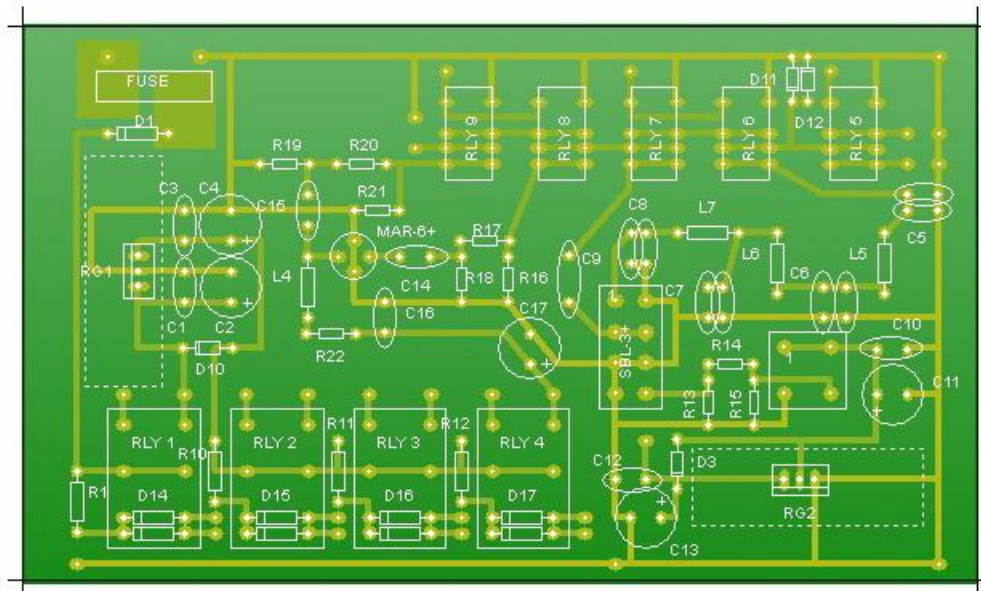 FUSE
D1
D11
D12
RLY 9
RLY 8
RLY 7
RLY 6
RLY 5
R19
R20
R21
C3
C4
C15
MAR-6+
R17
C8
L7
C5
RG1
L4
C14
R18
R16
C9
L6
C6
L5
C7
C1
C2
C16
C17
SBL-3+
C10
R22
R14
1
D10
C11
R13
R15
RLY 1
R10
RLY 2
R11
RLY 3
R12
RLY 4
C12
D3
R1
D14
D15
D16
D17
RG2
C13